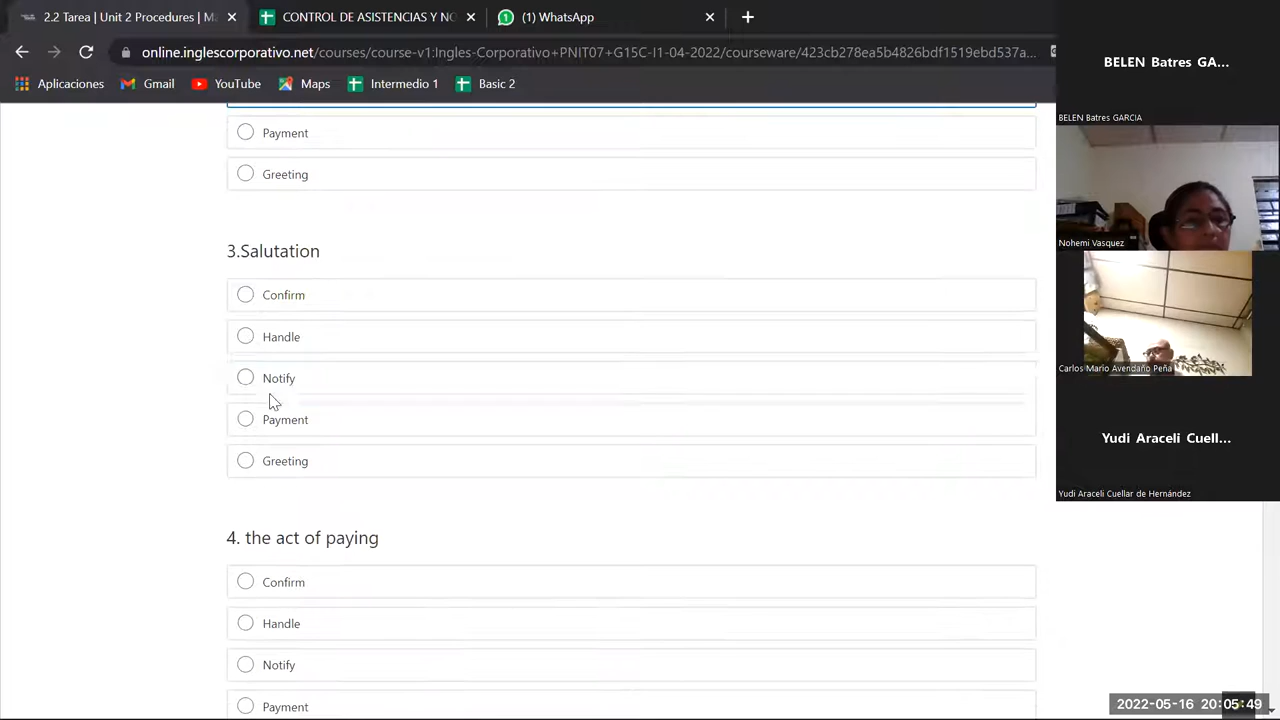 2.2 Tarea | Unit 2 Procedures | Ma
CONTROL DE ASISTENCIAS Y NO
(1) WhatsApp
online.inglescorporativo.net/courses/course-v1:Ingles-Corporativo+PNIT07+G15C-I1-04-2022/courseware/423cb278ea5b4826bdf1519ebd537a...
Aplicaciones
Gmail
YouTube
Maps
Intermedio 1
Basic 2
Payment
Greeting
3.Salutation
Confirm
Handle
Notify
Payment
Greeting
4. the act of paying
Confirm
Handle
Notify
Payment
BELEN Batres GA...
BELEN Batres GARCIA
Nohemi Vasquez
Carlos Mario Avendaño Peña
Yudi Araceli Cuell...
Yudi Araceli Cuellar de Hernández
2022-05-16 20:05:49